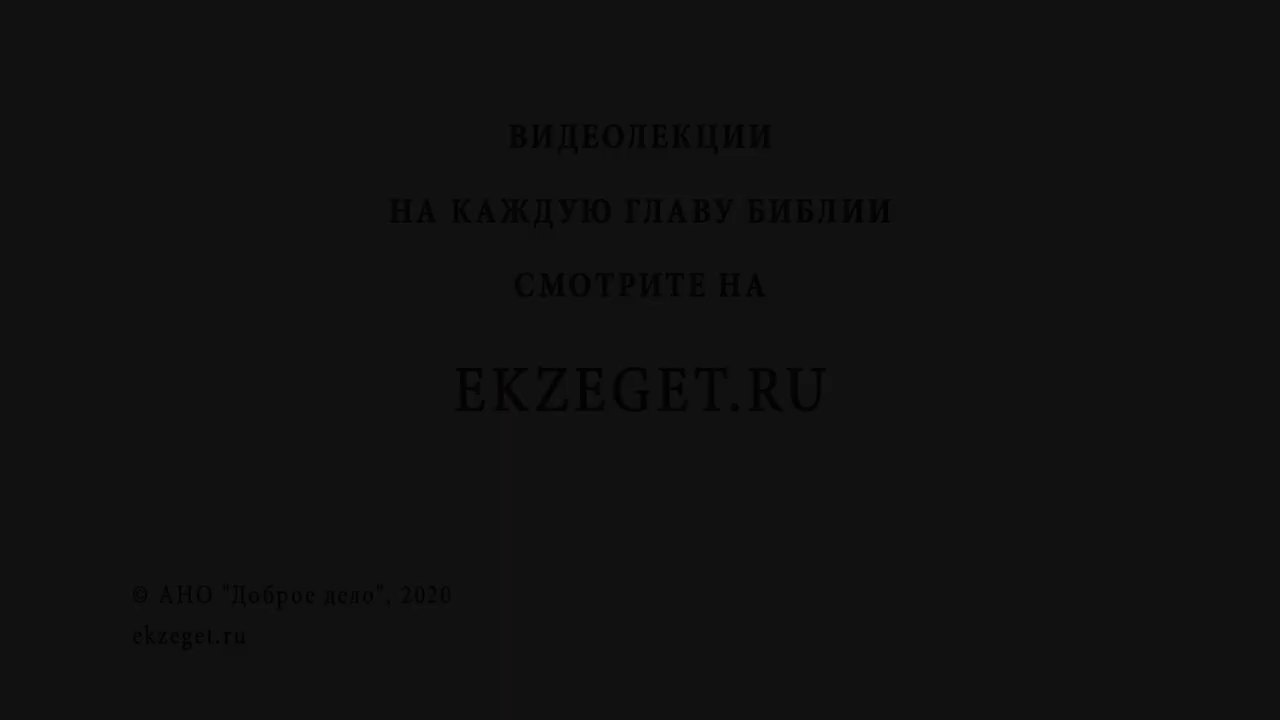 ВИДЕОЛЕКЦИИ
НА КАЖДУЮ ГЛАВУ БИБЛИИ
СМОТРИТЕ НА
EKZEGET.RU
© АНО "Доброе дело", 2020
ekzeget.ru